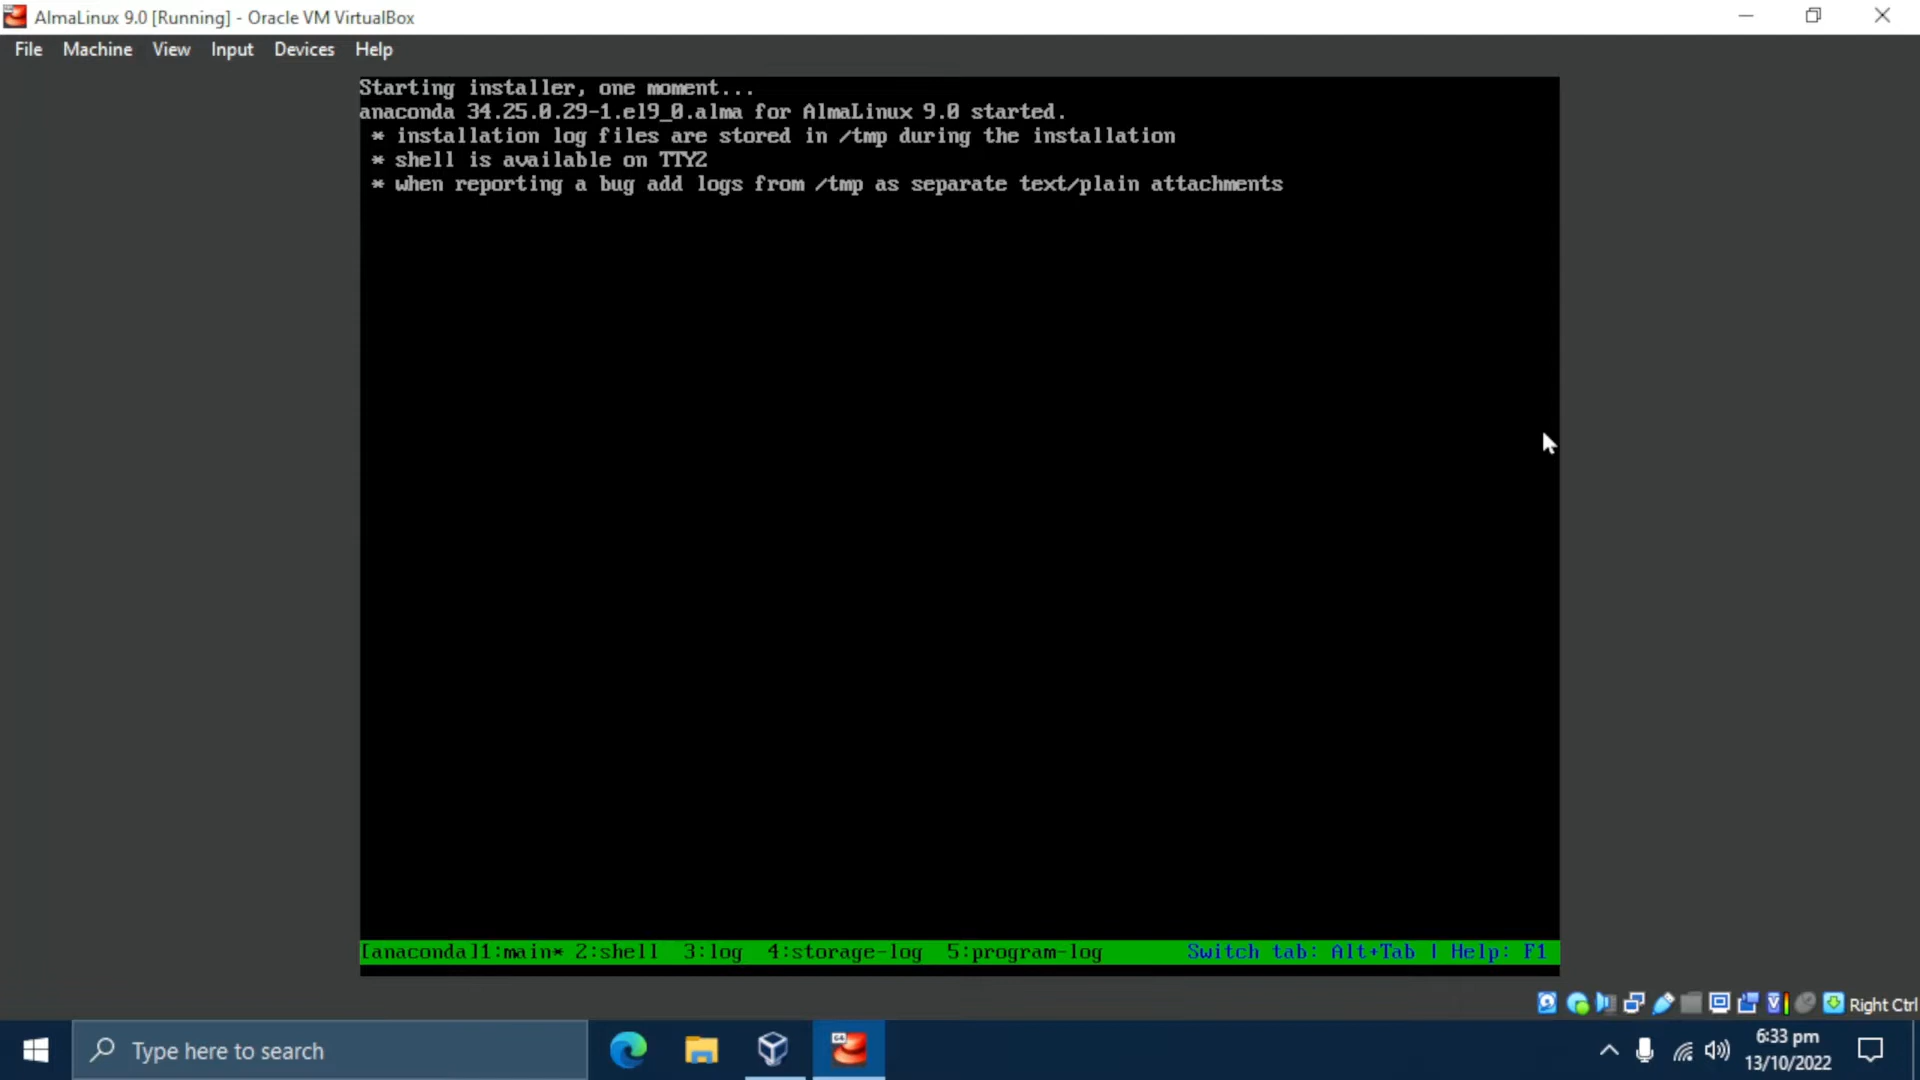 AlmaLinux 9.0 [Running] - Oracle VM VirtualBox
File Machine View Input Devices Help
Starting installer, one moment...
anaconda 34.25.0.29-1.el9_0.alma for AlmaLinux 9.0 started.
* installation log files are stored in /tmp during the installation
* shell is available on TTY2
* when reporting a bug add logs from /tmp as separate text/plain attachments
[anaconda]1:main* 2:shell 3:log 4:storage-log 5:program-log Switch tab: Alt+Tab | Help: F1
Right Ctrl
Type here to search
6:33 pm
13/10/2022